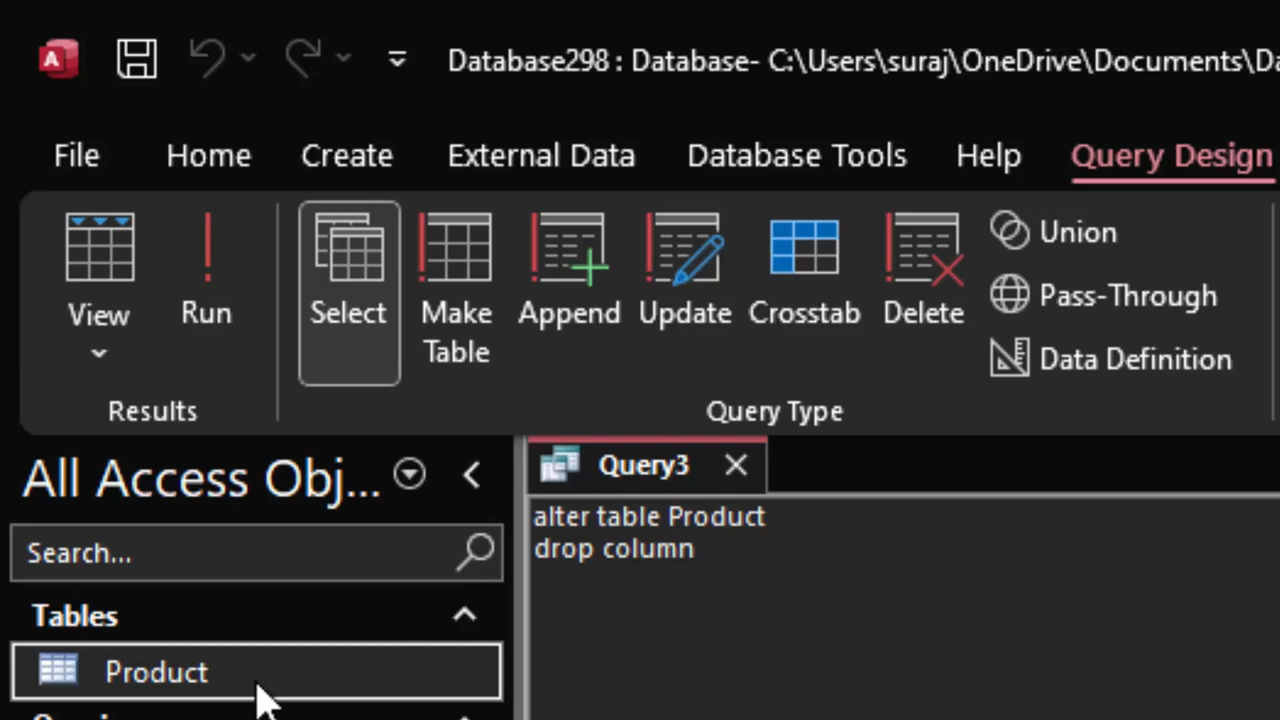 A
Database298 : Database- C:\Users\suraj\OneDrive\Documents\Da
File Home Create External Data Database Tools Help Query Design
View Run Select Make Table Append Update Crosstab Delete
Union
Pass-Through
Data Definition
Results Query Type
All Access Obj...
Search...
Tables
Product
Query3
alter table Product
drop column